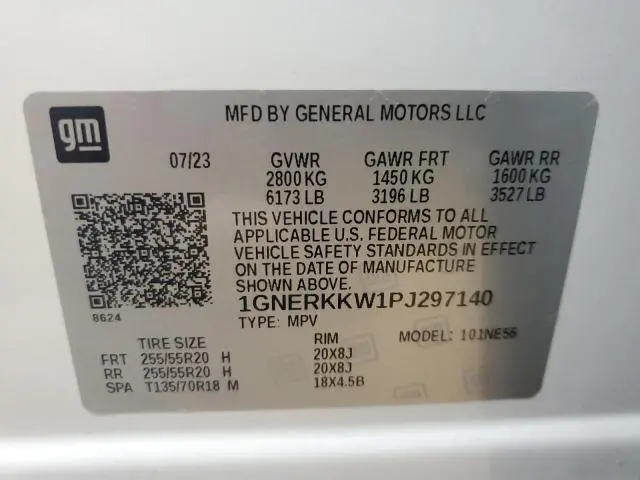 gm
MFD BY GENERAL MOTORS LLC
07/23 GVWR GAWR FRT GAWR RR
2800 KG 1450 KG 1600 KG
6173 LB 3196 LB 3527 LB
THIS VEHICLE CONFORMS TO ALL
APPLICABLE U.S. FEDERAL MOTOR
VEHICLE SAFETY STANDARDS IN EFFECT
ON THE DATE OF MANUFACTURE
SHOWN ABOVE.
8624
1GNERKKW1PJ297140
TYPE: MPV MODEL: 101NE56
TIRE SIZE RIM
FRT 255/55R20 H 20X8J
RR 255/55R20 H 20X8J
SPA T135/70R18 M 18X4.5B